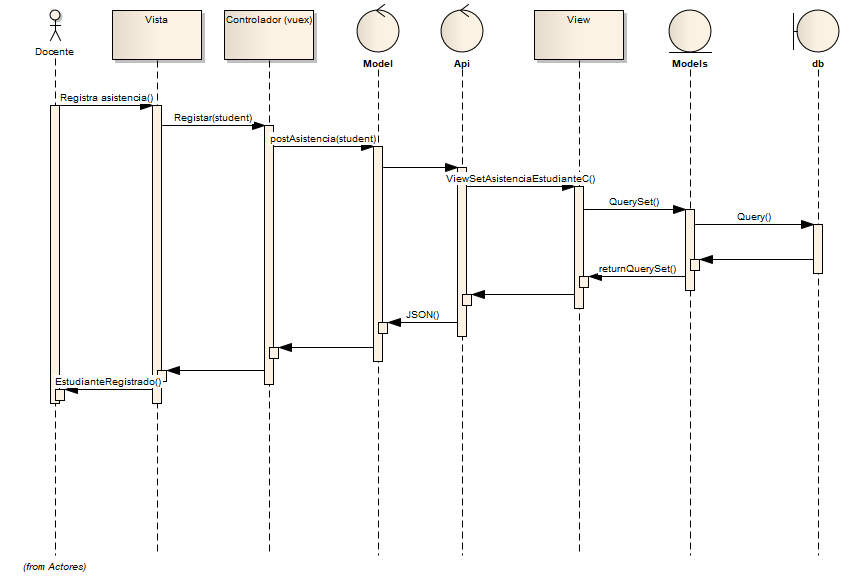 Docente
Vista
Controlador (vuex)
Model
Api
View
Models
db
Registra asistencia()
Registar(student)
postAsistencia(student)
ViewSetAsistenciaEstudianteC()
QuerySet()
Query()
returnQuerySet()
JSON()
EstudianteRegistrado()
(from Actores)